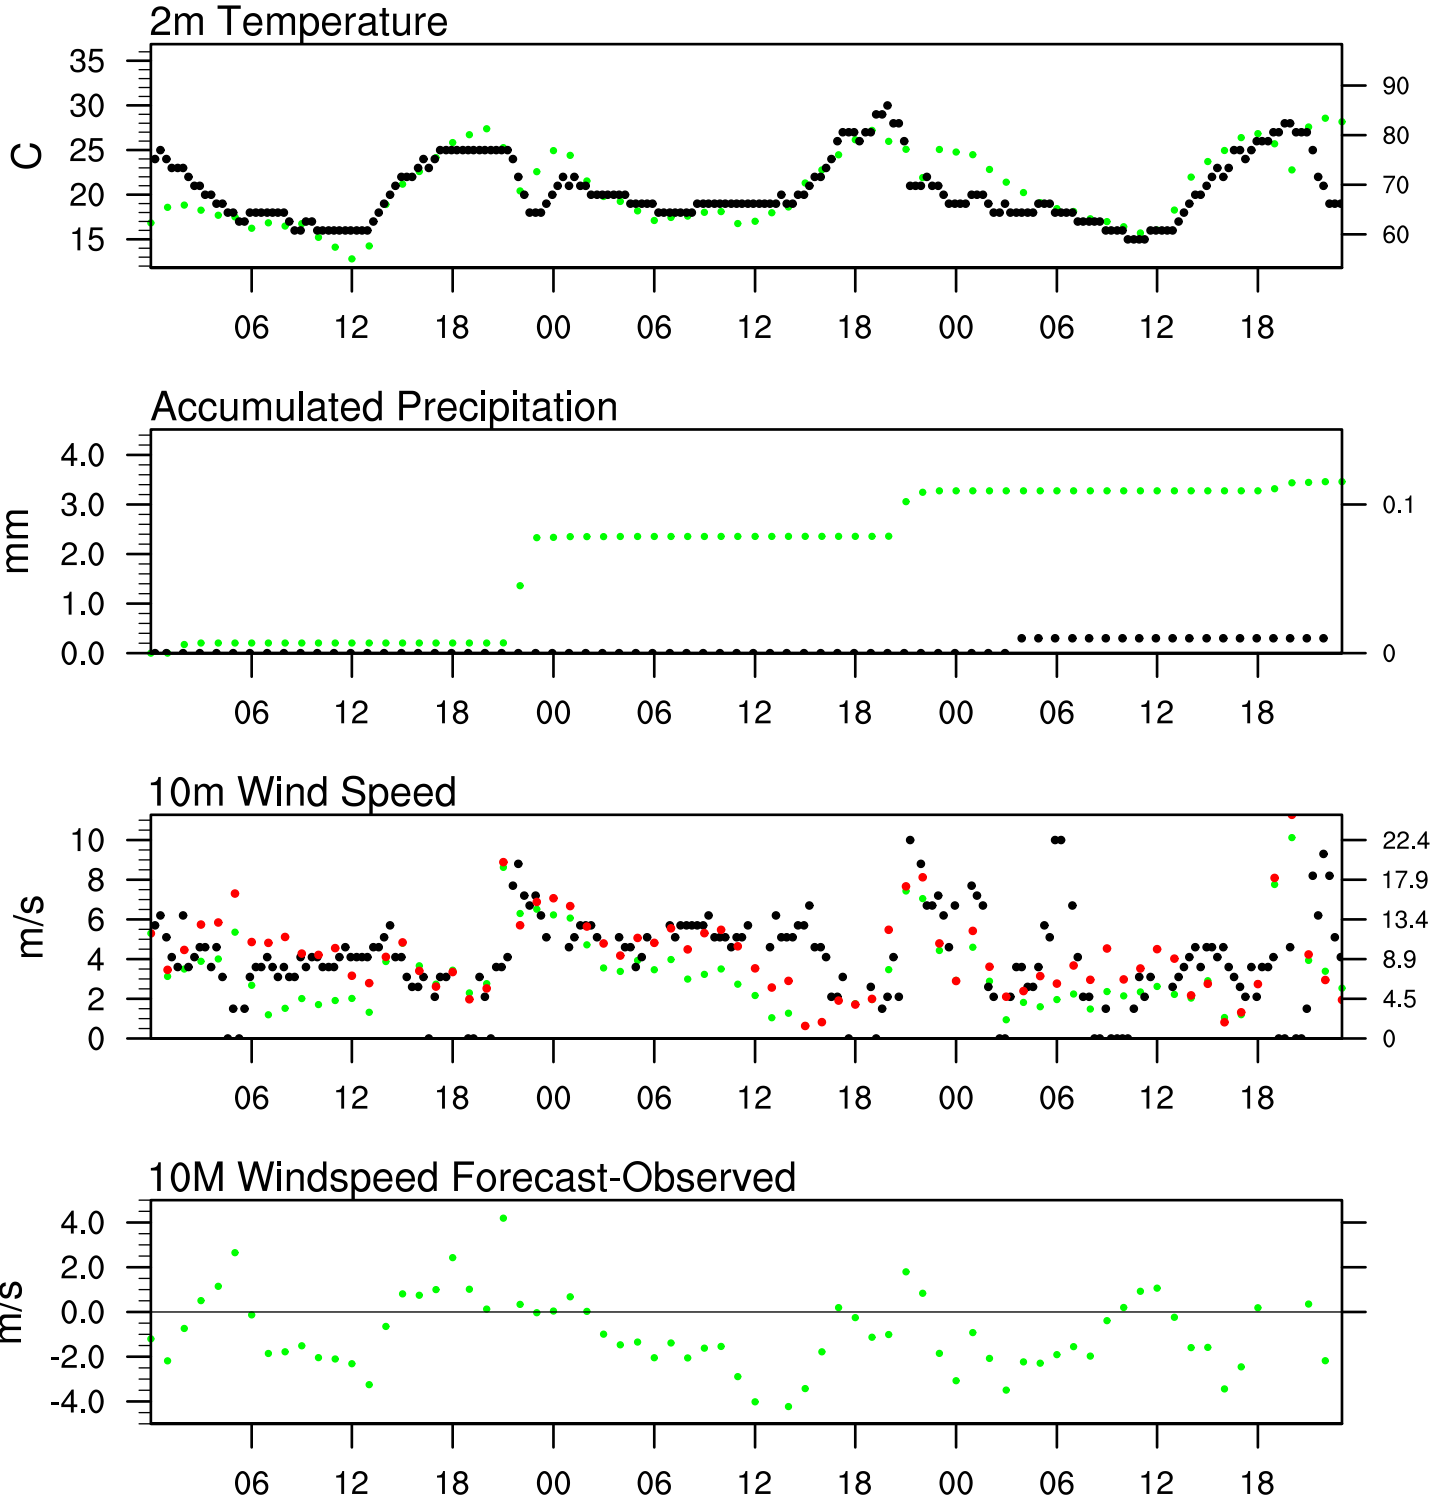 2m Temperature
35
30
25
20
15
C
90
80
70
60
06 12 18 00 06 12 18 00 06 12 18
Accumulated Precipitation
4.0
3.0
2.0
1.0
0.0
mm
0.1
0
06 12 18 00 06 12 18 00 06 12 18
10m Wind Speed
10
8
6
4
2
0
m/s
22.4
17.9
13.4
8.9
4.5
0
06 12 18 00 06 12 18 00 06 12 18
10M Windspeed Forecast-Observed
4.0
2.0
0.0
-2.0
-4.0
m/s
06 12 18 00 06 12 18 00 06 12 18